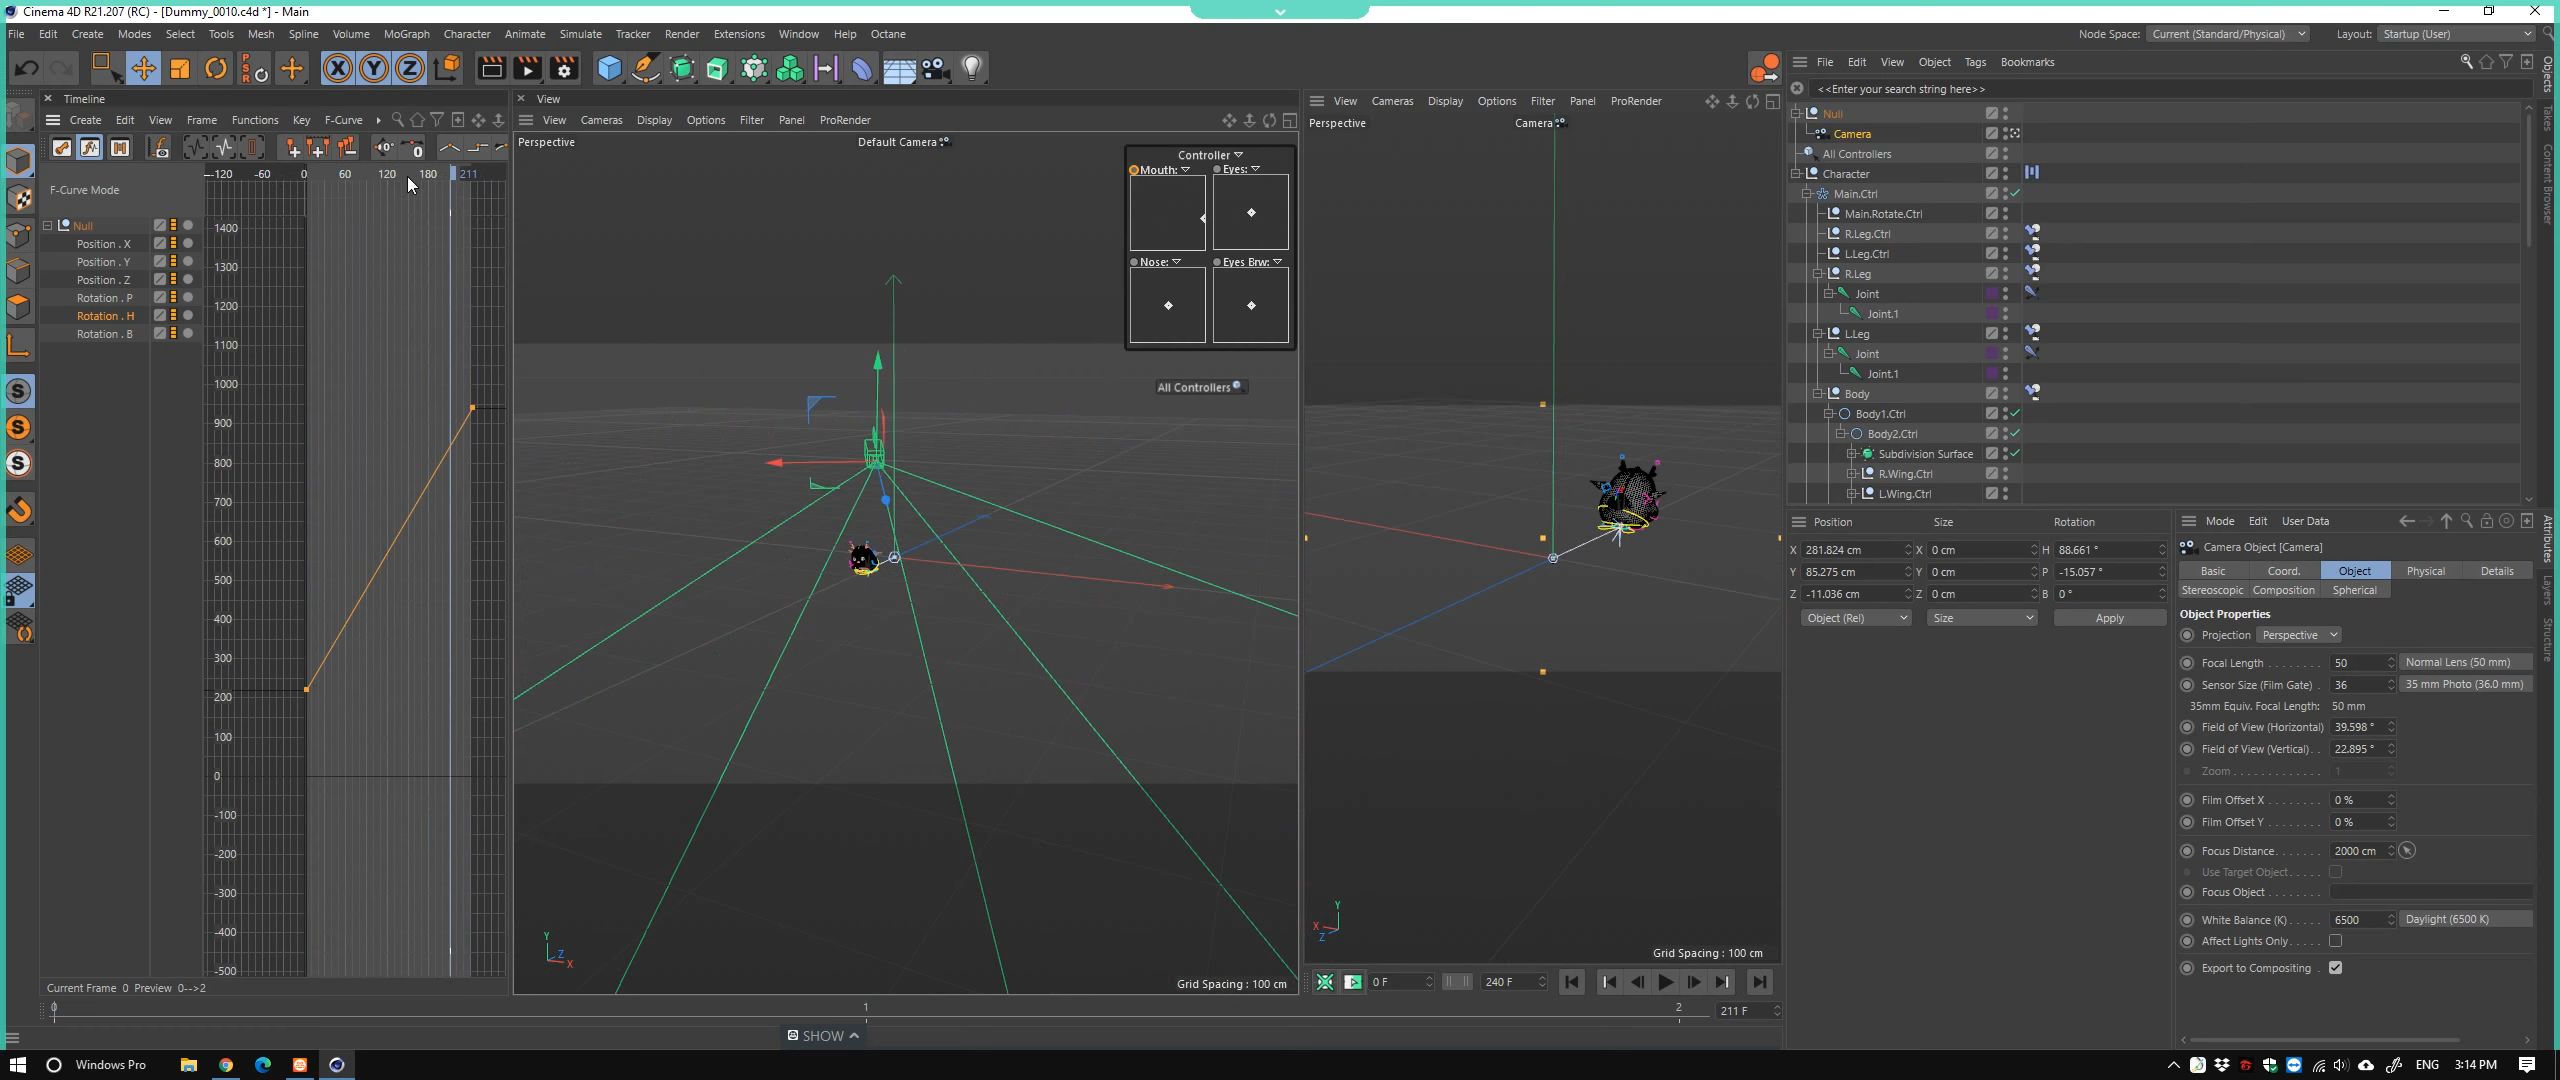 Cinema 4D R21.207 (RC) - [Dummy_0010.c4d *] - Main
File Edit Create Modes Select Tools Mesh Spline Volume MoGraph Character Animate Simulate Tracker Render Extensions Window Help Octane
Node Space: Current (Standard/Physical) Layout: Startup (User)
PSR
X Y Z
Timeline
Create Edit View Frame Functions Key F-Curve
F-Curve Mode
-120 -60 0 60 120 180 211
Null
Position . X
Position . Y
Position . Z
Rotation . P
Rotation . H
Rotation . B
1400
1300
1200
1100
1000
900
800
700
600
500
400
300
200
100
0
-100
-200
-300
-400
-500
Current Frame 0 Preview 0-->2
View
View Cameras Display Options Filter Panel ProRender
Perspective
Default Camera
Controller
Mouth: Eyes:
Nose: Eyes Brw:
All Controllers
Y
Z
X
Grid Spacing : 100 cm
View Cameras Display Options Filter Panel ProRender
Perspective
Camera
Y
X
Z
Grid Spacing : 100 cm
0 F
240 F
0 1 2
211 F
SHOW
File Edit View Object Tags Bookmarks
<<Enter your search string here>>
Null
Camera
All Controllers
Character
Main.Ctrl
Main.Rotate.Ctrl
R.Leg.Ctrl
L.Leg.Ctrl
R.Leg
Joint
Joint.1
L.Leg
Joint
Joint.1
Body
Body1.Ctrl
Body2.Ctrl
Subdivision Surface
R.Wing.Ctrl
L.Wing.Ctrl
Objects
Takes
Content Browser
Attributes
Layers
Structure
Position Size Rotation
X 281.824 cm X 0 cm H 88.661 °
Y 85.275 cm Y 0 cm P -15.057 °
Z -11.036 cm Z 0 cm B 0 °
Object (Rel) Size Apply
Mode Edit User Data
Camera Object [Camera]
Basic Coord. Object Physical Details
Stereoscopic Composition Spherical
Object Properties
Projection Perspective
Focal Length . . . . . . . . 50 Normal Lens (50 mm)
Sensor Size (Film Gate) . 36 35 mm Photo (36.0 mm)
35mm Equiv. Focal Length: 50 mm
Field of View (Horizontal) 39.598 °
Field of View (Vertical) . . 22.895 °
Zoom . . . . . . . . . . . . . . 1
Film Offset X . . . . . . . . 0 %
Film Offset Y . . . . . . . . 0 %
Focus Distance. . . . . . . 2000 cm
Use Target Object. . . . .
Focus Object . . . . . . . .
White Balance (K) . . . . . 6500 Daylight (6500 K)
Affect Lights Only . . . . .
Export to Compositing .
Windows Pro
ENG 3:14 PM